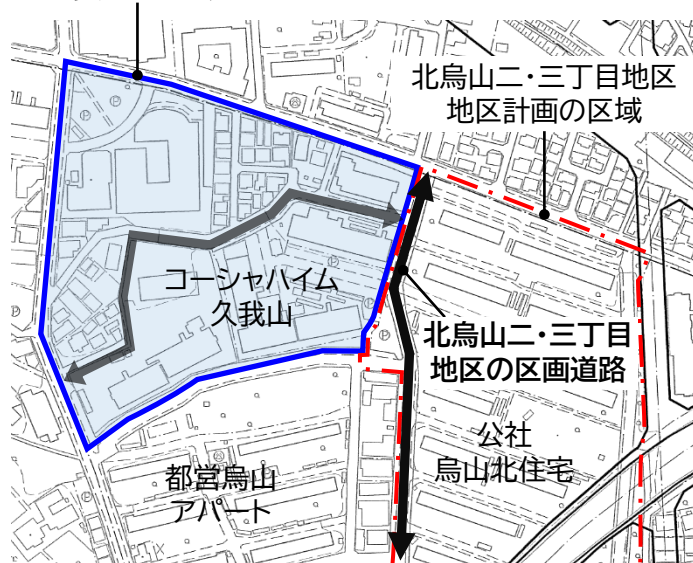 北烏山二・三丁目地区
地区計画の区域
コーシャハイム
久我山
北烏山二・三丁目
地区の区画道路
公社
烏山北住宅
都営烏山
アパート